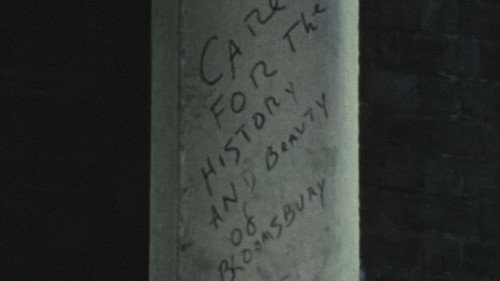 CARE
FOR The
HISTORY
AND BeAUTY
OF
BLOOMSBURY